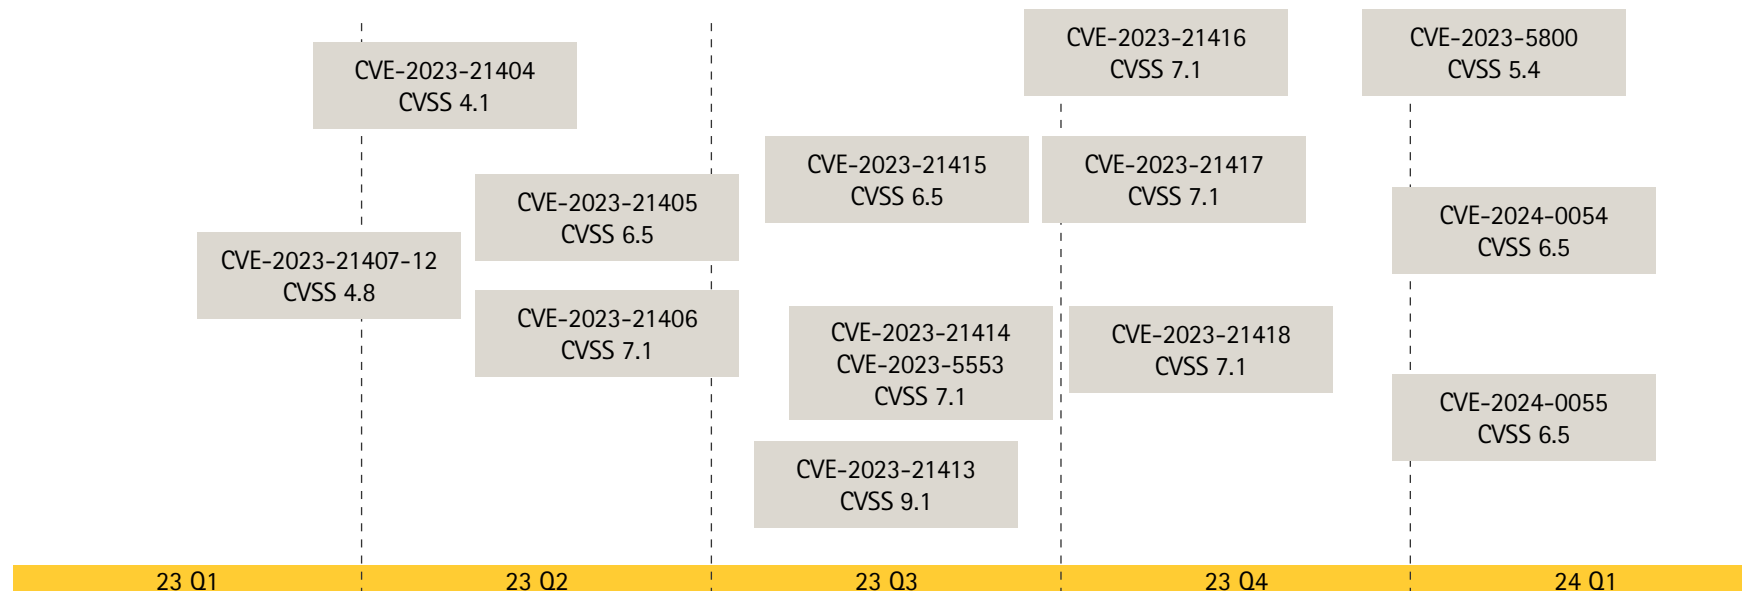 CVE-2023-21404
CVSS 4.1
CVE-2023-21407-12
CVSS 4.8
CVE-2023-21405
CVSS 6.5
CVE-2023-21406
CVSS 7.1
CVE-2023-21415
CVSS 6.5
CVE-2023-21414
CVE-2023-5553
CVSS 7.1
CVE-2023-21413
CVSS 9.1
CVE-2023-21416
CVSS 7.1
CVE-2023-21417
CVSS 7.1
CVE-2023-21418
CVSS 7.1
CVE-2023-5800
CVSS 5.4
CVE-2024-0054
CVSS 6.5
CVE-2024-0055
CVSS 6.5
23 Q1
23 Q2
23 Q3
23 Q4
24 Q1